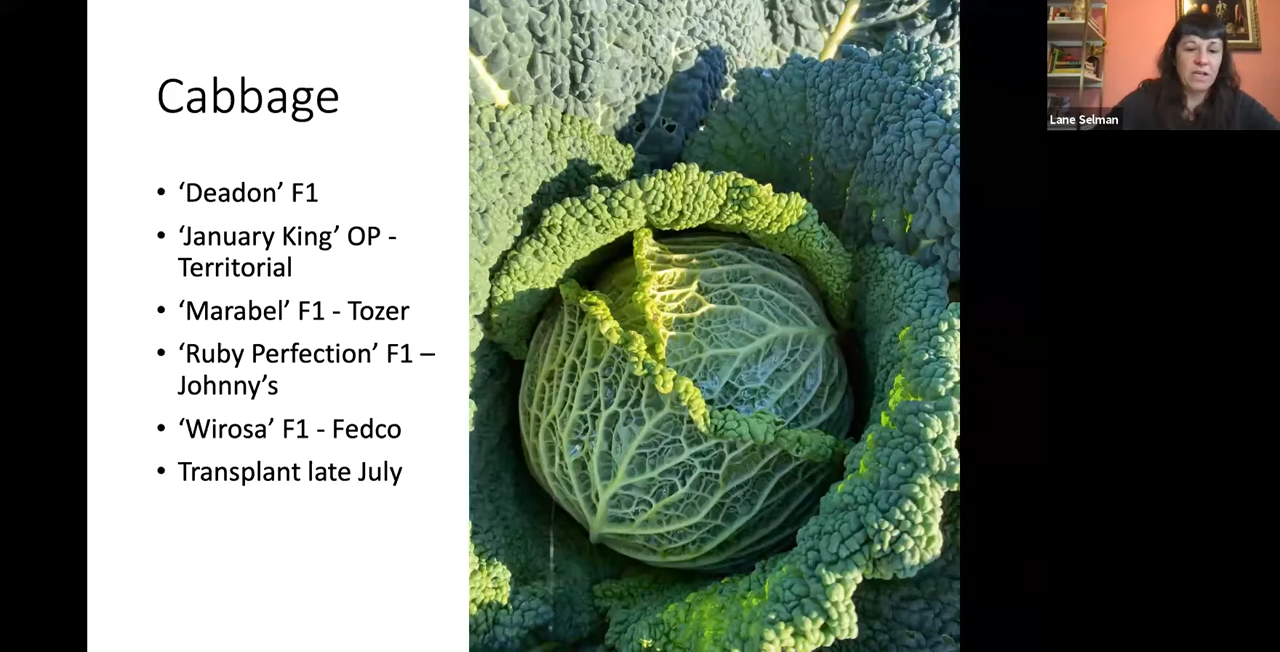 Cabbage
• ‘Deadon’ F1
• ‘January King’ OP -
Territorial
• ‘Marabel’ F1 - Tozer
• ‘Ruby Perfection’ F1 –
Johnny’s
• ‘Wirosa’ F1 - Fedco
• Transplant late July
Lane Selman